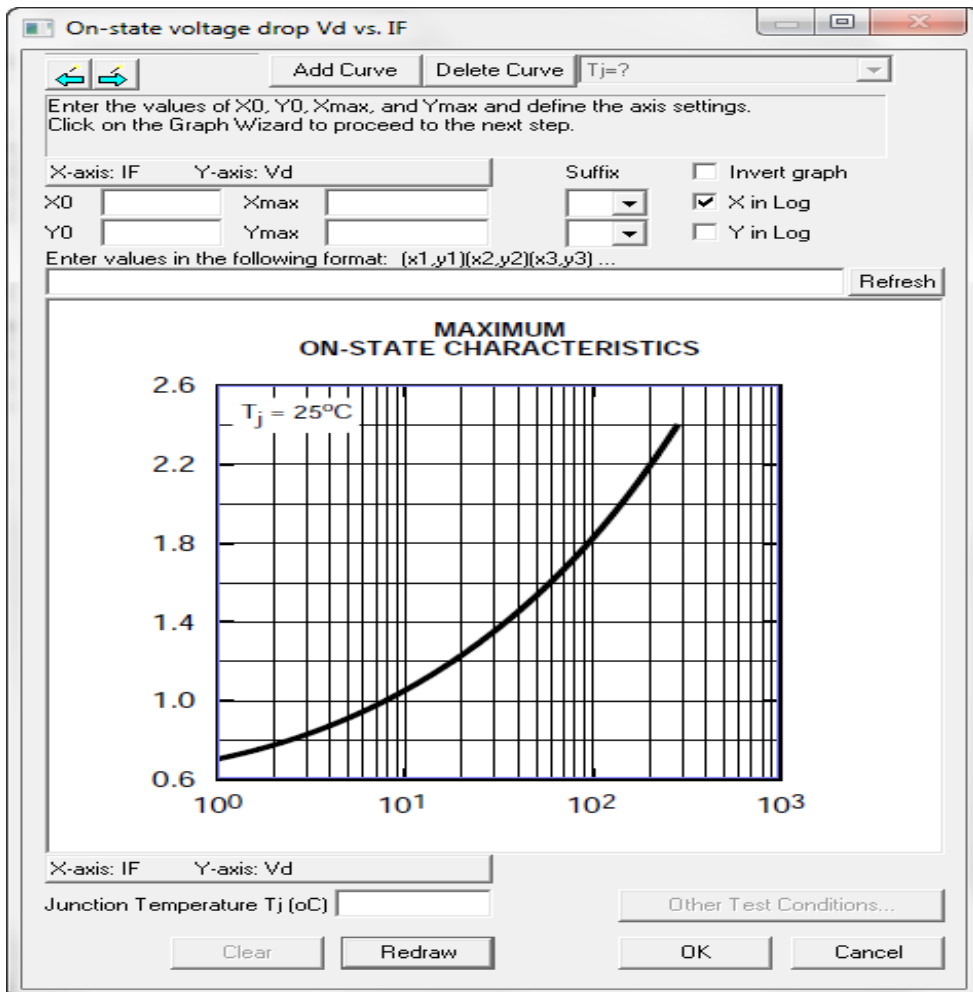 On-state voltage drop Vd vs. IF
Add Curve Delete Curve Tj=?
Enter the values of X0, Y0, Xmax, and Ymax and define the axis settings.
Click on the Graph Wizard to proceed to the next step.
X-axis: IF Y-axis: Vd Suffix Invert graph
X0 Xmax X in Log
Y0 Ymax Y in Log
Enter values in the following format: (x1,y1)(x2,y2)(x3,y3) ...
Refresh
MAXIMUM
ON-STATE CHARACTERISTICS
2.6
Tj = 25ºC
2.2
1.8
1.4
1.0
0.6
10⁰ 10¹ 10² 10³
X-axis: IF Y-axis: Vd
Junction Temperature Tj (oC) Other Test Conditions...
Clear Redraw OK Cancel